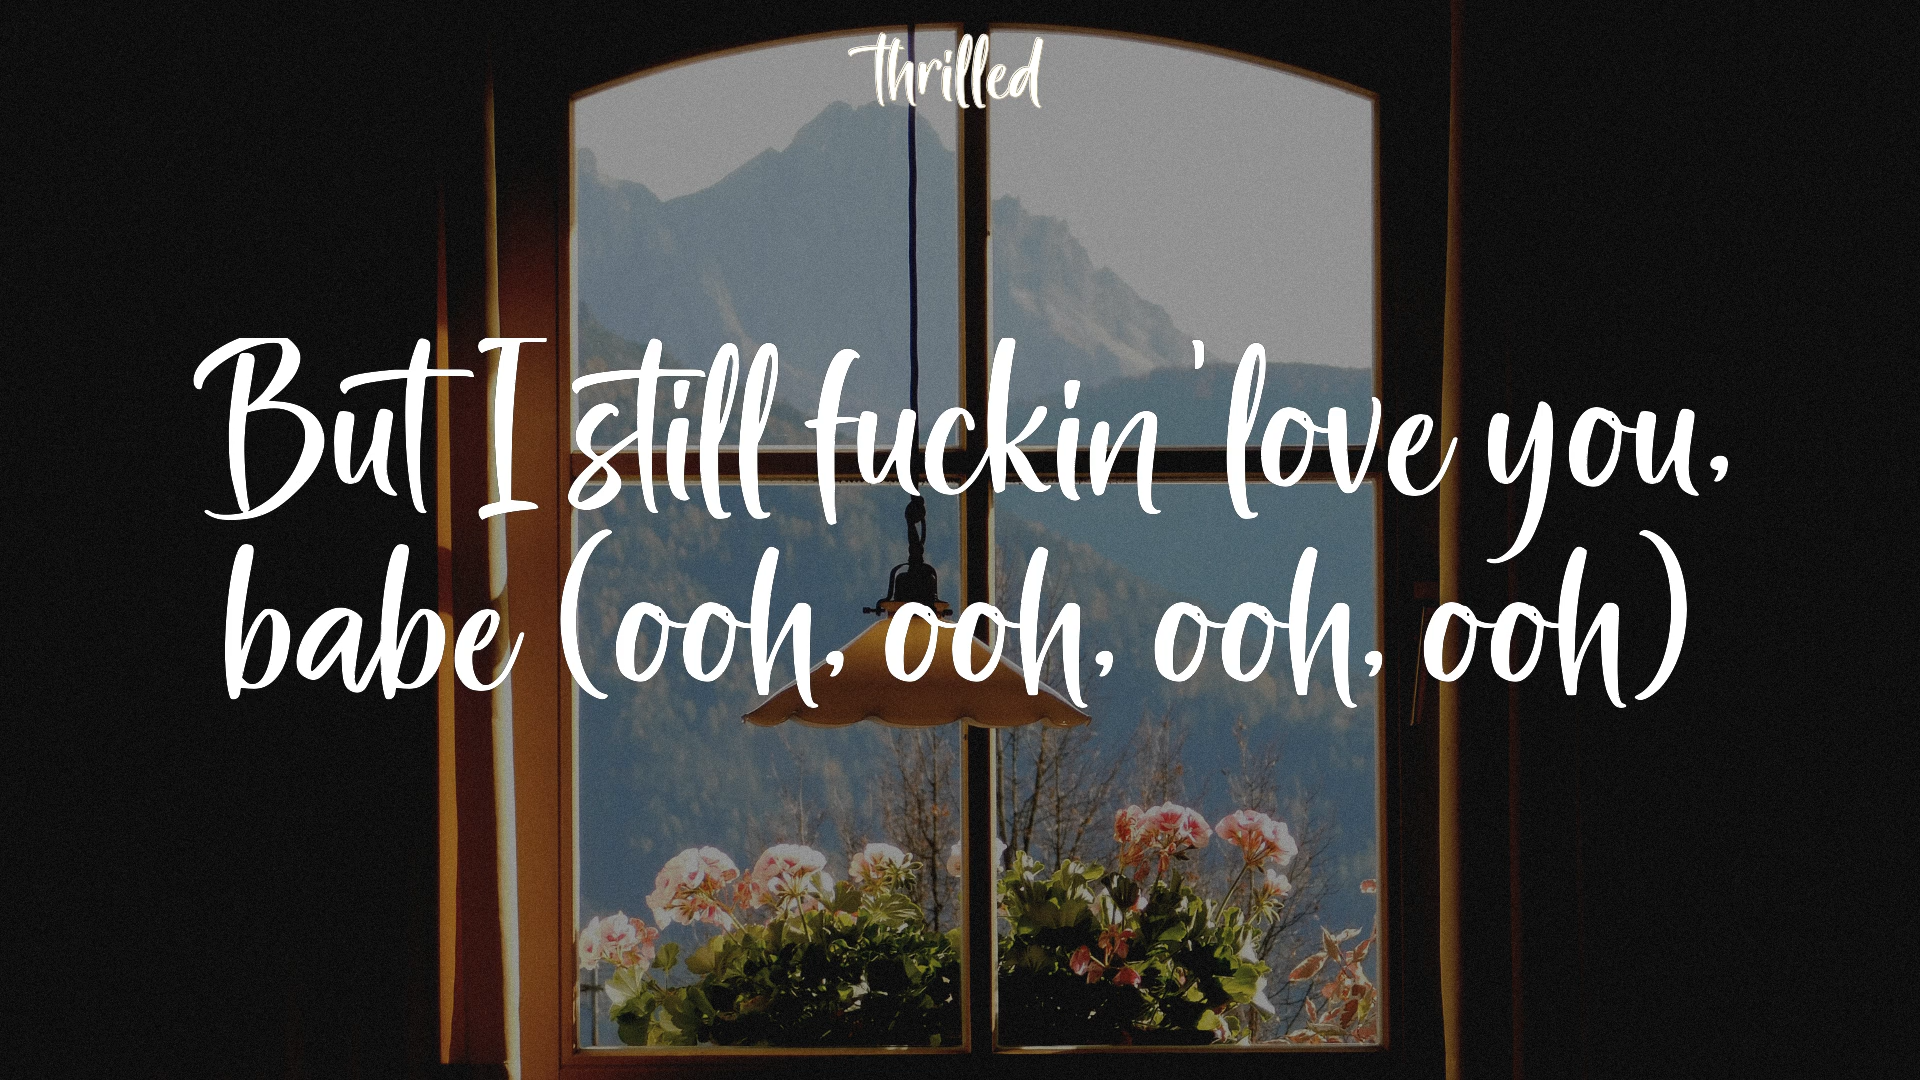 thrilled
But I still fuckin' love you,
babe (ooh, ooh, ooh, ooh)